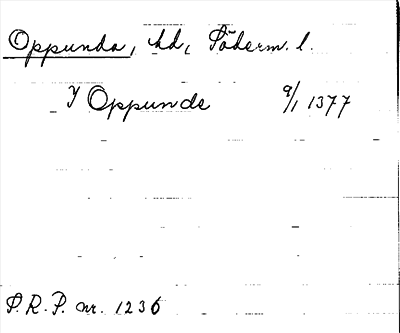 Oppunda, hd, Söderm. l.
J Oppunde 9/1 1377
S.R.P. nr. 1236